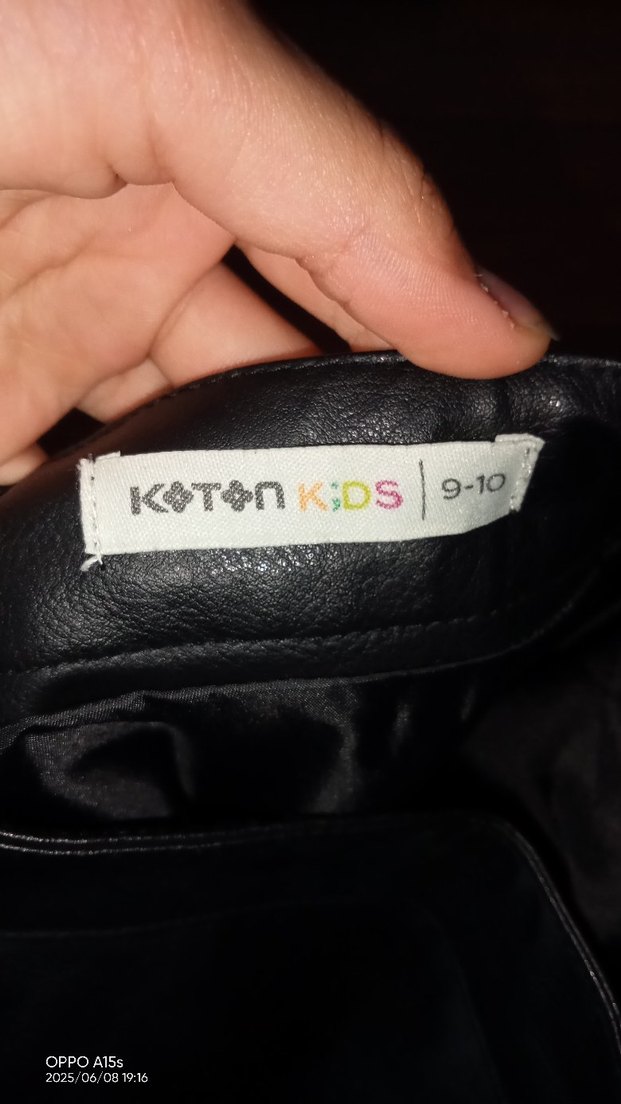 KOTON KiDS | 9-10
OPPO A15s
2025/06/08 19:16